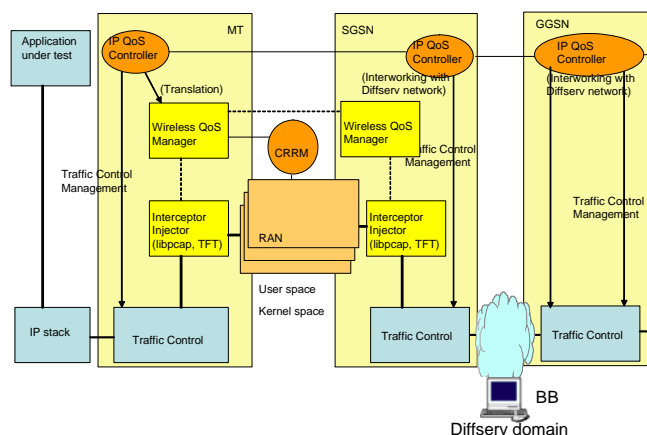 Application
under test
MT
IP QoS
Controller
SGSN
IP QoS
Controller
GGSN
IP QoS
Controller
(Translation)
(Interworking with
Diffserv network)
(Interworking with
Diffserv network)
Wireless QoS
Manager
Wireless QoS
Manager
CRRM
Traffic Control
Management
Traffic Control
Management
Traffic Control
Management
Interceptor
Injector
(libpcap, TFT)
RAN
Interceptor
Injector
(libpcap, TFT)
User space
Kernel space
IP stack
Traffic Control
Traffic Control
Traffic Control
BB
Diffserv domain